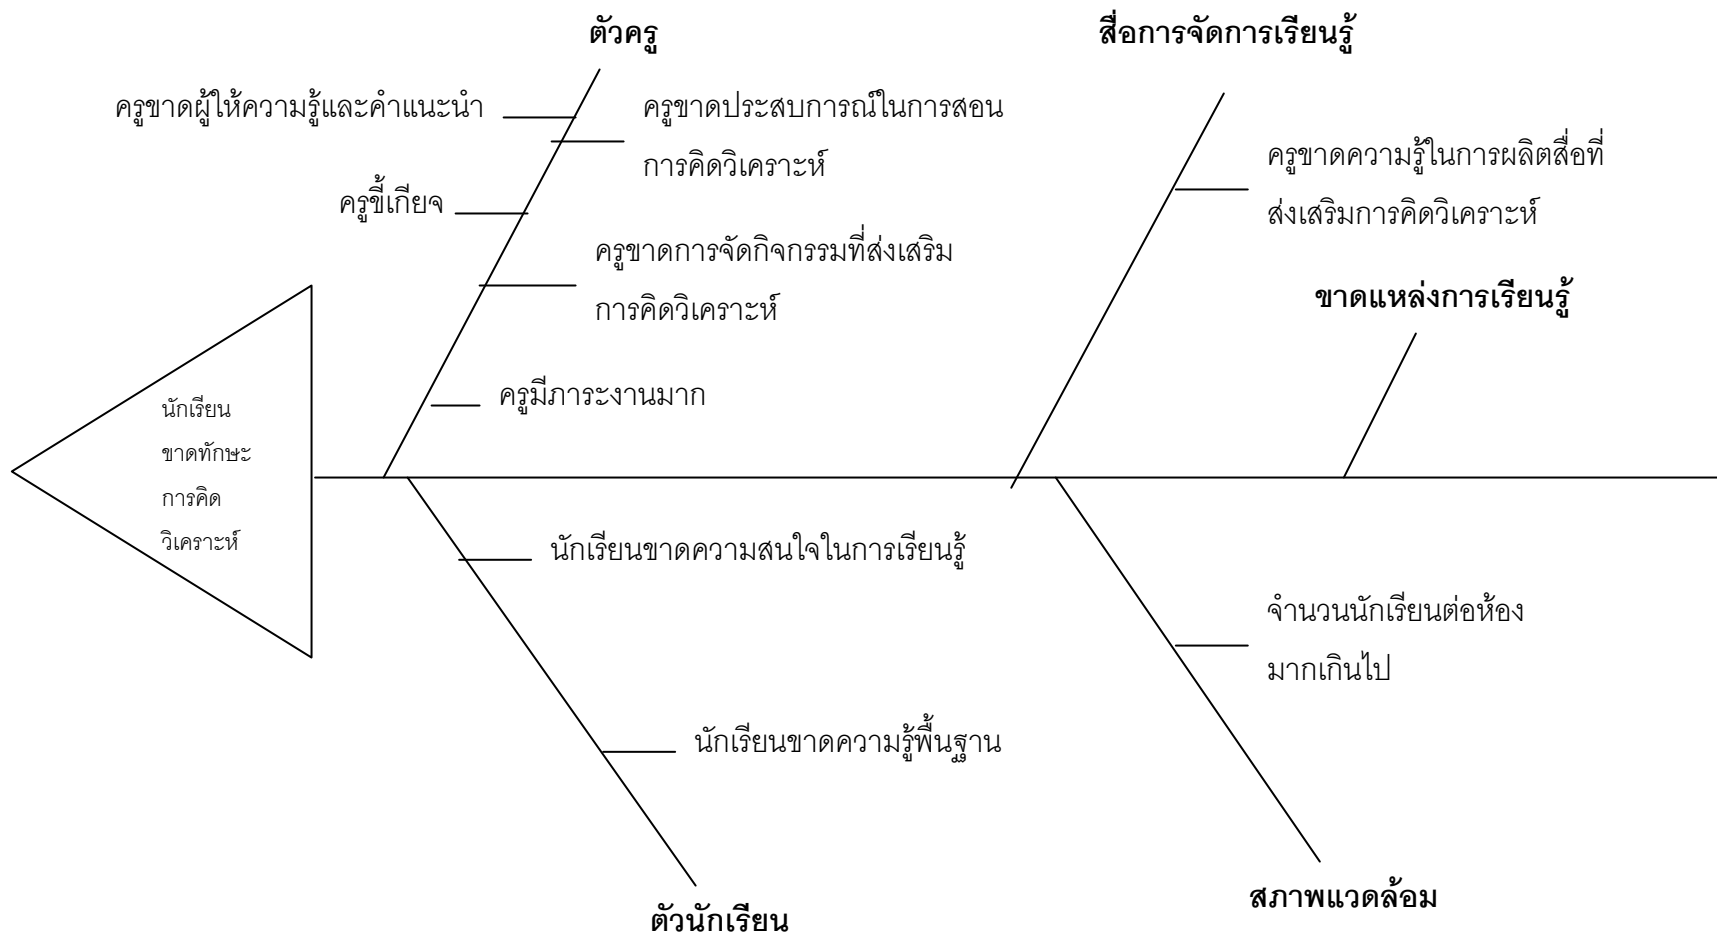 ตัวครู
สื่อการจัดการเรียนรู้
ครูขาดผู้ให้ความรู้และคำแนะนำ
ครูขาดประสบการณ์ในการสอน
การคิดวิเคราะห์
ครูขาดความรู้ในการผลิตสื่อที่
ส่งเสริมการคิดวิเคราะห์
ครูขี้เกียจ
ครูขาดการจัดกิจกรรมที่ส่งเสริม
การคิดวิเคราะห์
ขาดแหล่งการเรียนรู้
ครูมีภาระงานมาก
นักเรียน
ขาดทักษะ
การคิด
วิเคราะห์
นักเรียนขาดความสนใจในการเรียนรู้
จำนวนนักเรียนต่อห้อง
มากเกินไป
นักเรียนขาดความรู้พื้นฐาน
สภาพแวดล้อม
ตัวนักเรียน